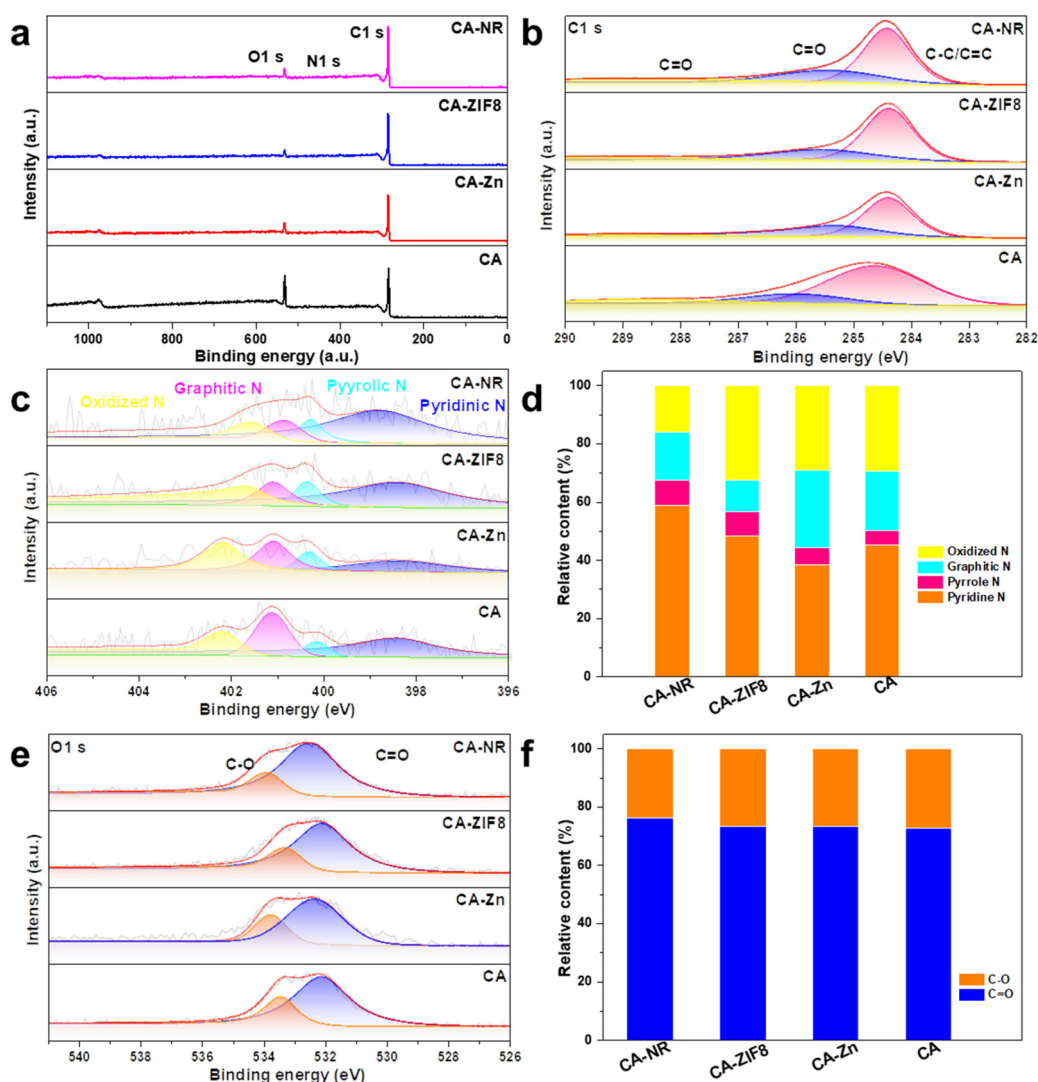 a
C1 s
CA-NR
O1 s
N1 s
CA-ZIF8
CA-Zn
CA
Intensity (a.u.)
1000 800 600 400 200 0
Binding energy (a.u.)
b
C1 s
CA-NR
C=O
C=O
C-C/C=C
CA-ZIF8
CA-Zn
CA
Intensity (a.u.)
290 289 288 287 286 285 284 283 282
Binding energy (eV)
c
Graphitic N
Pyyrolic N
CA-NR
Oxidized N
Pyridinic N
CA-ZIF8
CA-Zn
CA
Intensity (a.u.)
406 404 402 400 398 396
Binding energy (eV)
d
100
80
60
40
20
0
Relative content (%)
Oxidized N
Graphitic N
Pyrrole N
Pyridine N
CA-NR CA-ZIF8 CA-Zn CA
e
O1 s
CA-NR
C-O
C=O
CA-ZIF8
CA-Zn
CA
Intensity (a.u.)
540 538 536 534 532 530 528 526
Binding energy (eV)
f
100
80
60
40
20
0
Relative content (%)
C-O
C=O
CA-NR CA-ZIF8 CA-Zn CA